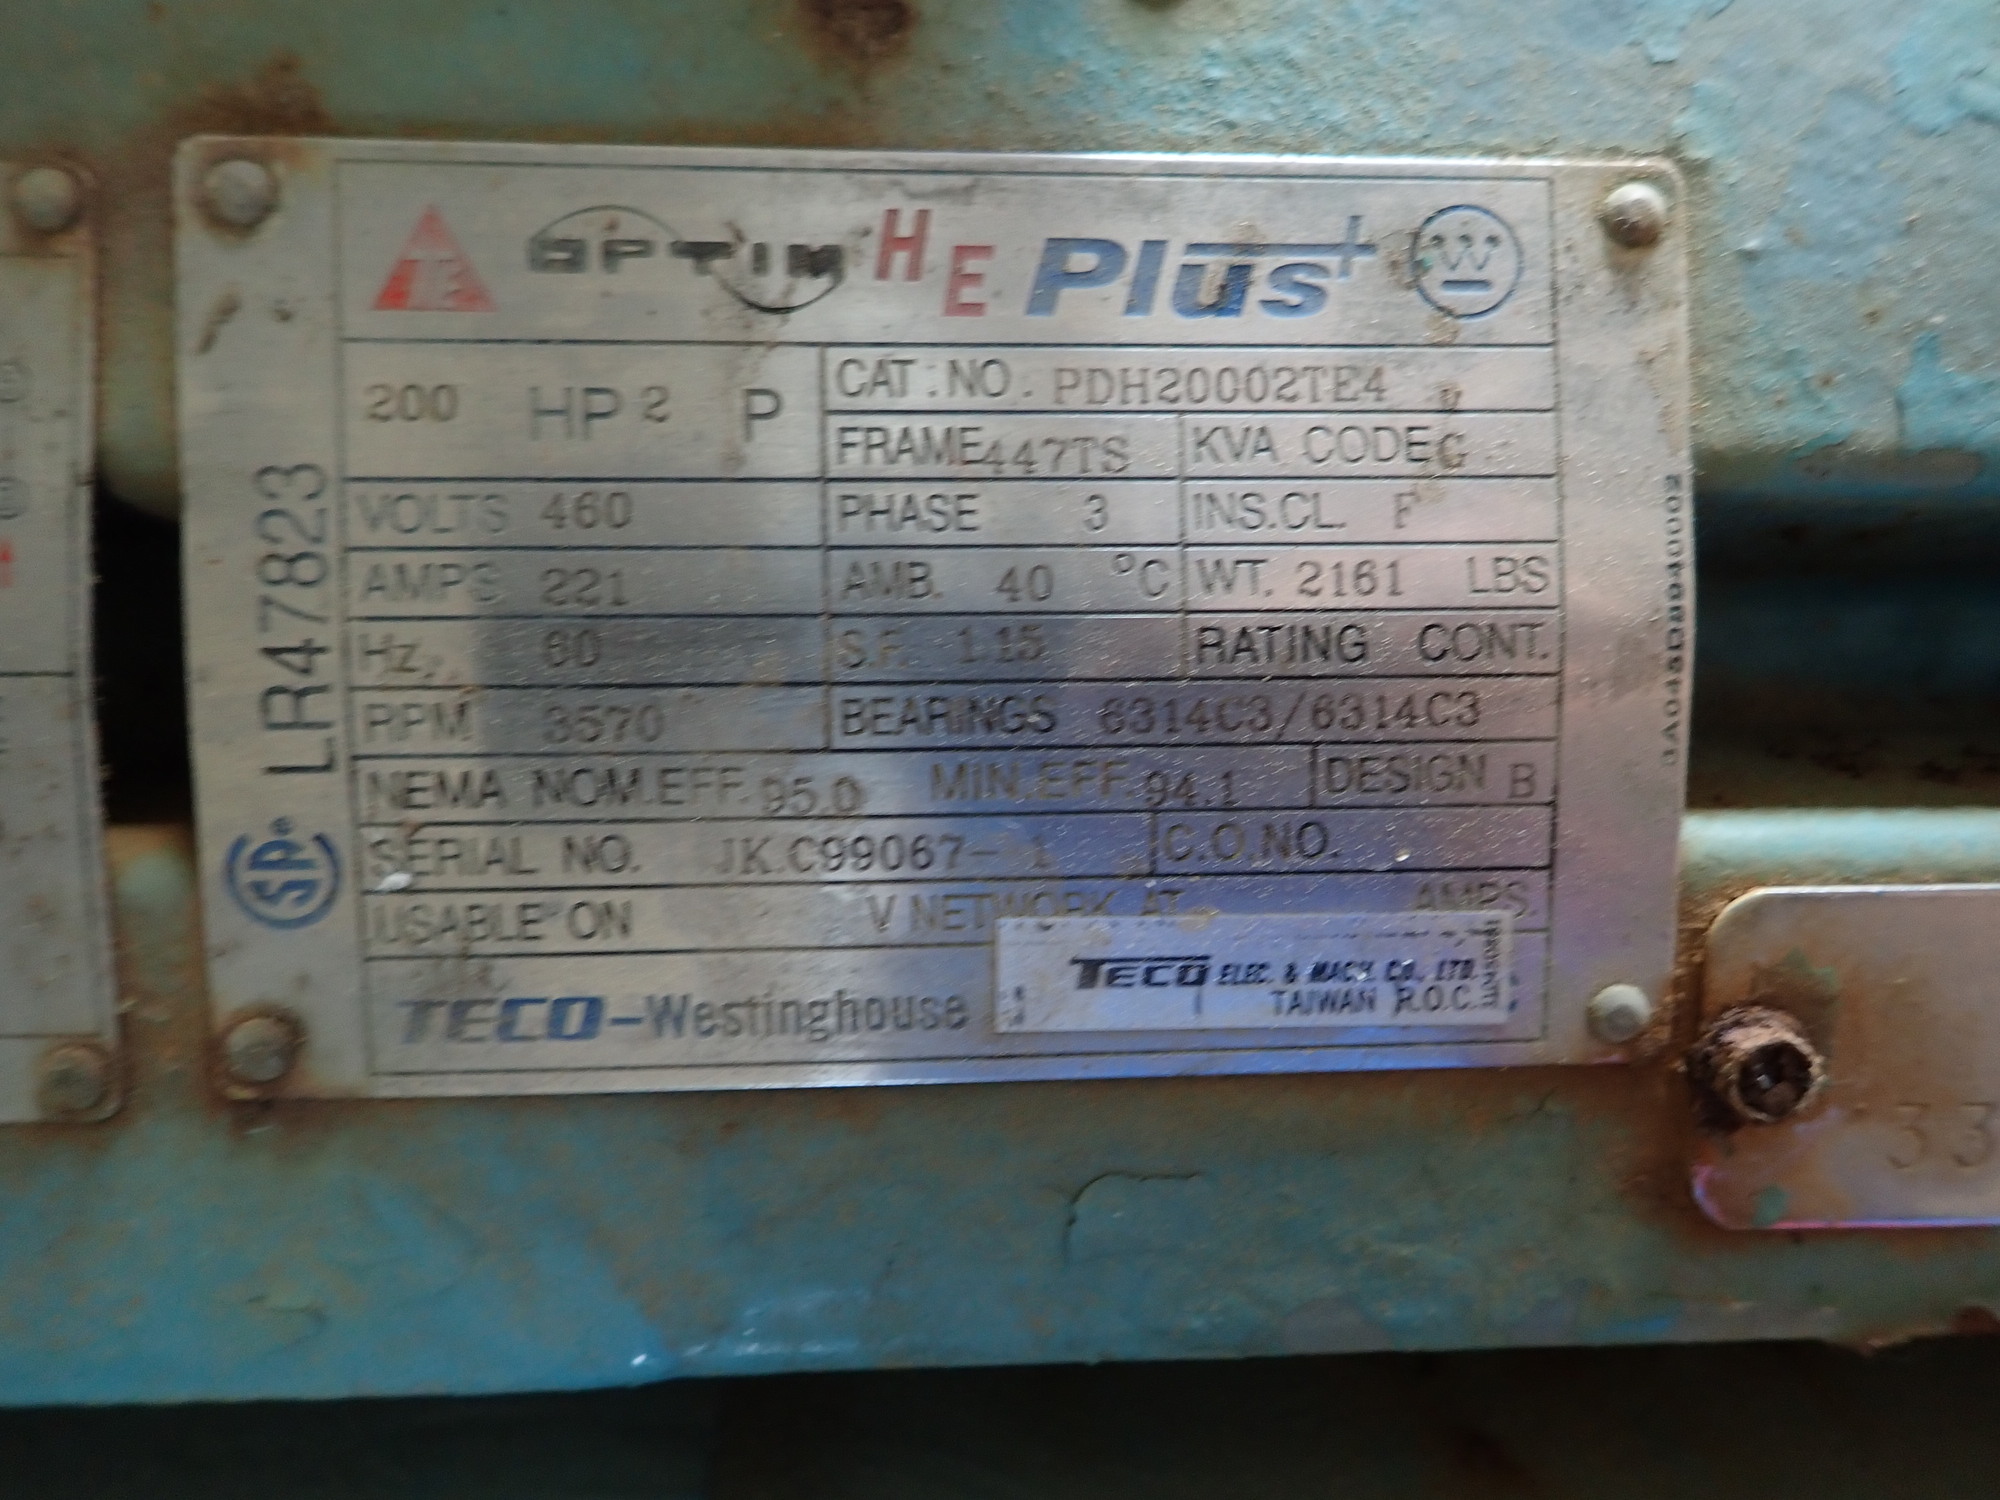 TE OPTIM HE Plus+ W
200 HP 2 P
CAT.NO. PDH20002TE4
FRAME 447TS KVA CODE G
VOLTS 460 PHASE 3 INS.CL. F
AMPS 221 AMB. 40 °C WT. 2161 LBS
Hz. 60 S.F. 1.15 RATING CONT.
RPM 3570 BEARINGS 6314C3/6314C3
NEMA NOM.EFF. 95.0 MIN.EFF. 94.1 DESIGN B
SERIAL NO. JK.C99067- 1 C.O.NO.
USABLE ON V NETWORK AT AMPS.
TECO-Westinghouse
TECO ELEC. & MACH. CO., LTD.
TAIWAN R.O.C.
SP® LR47823
33